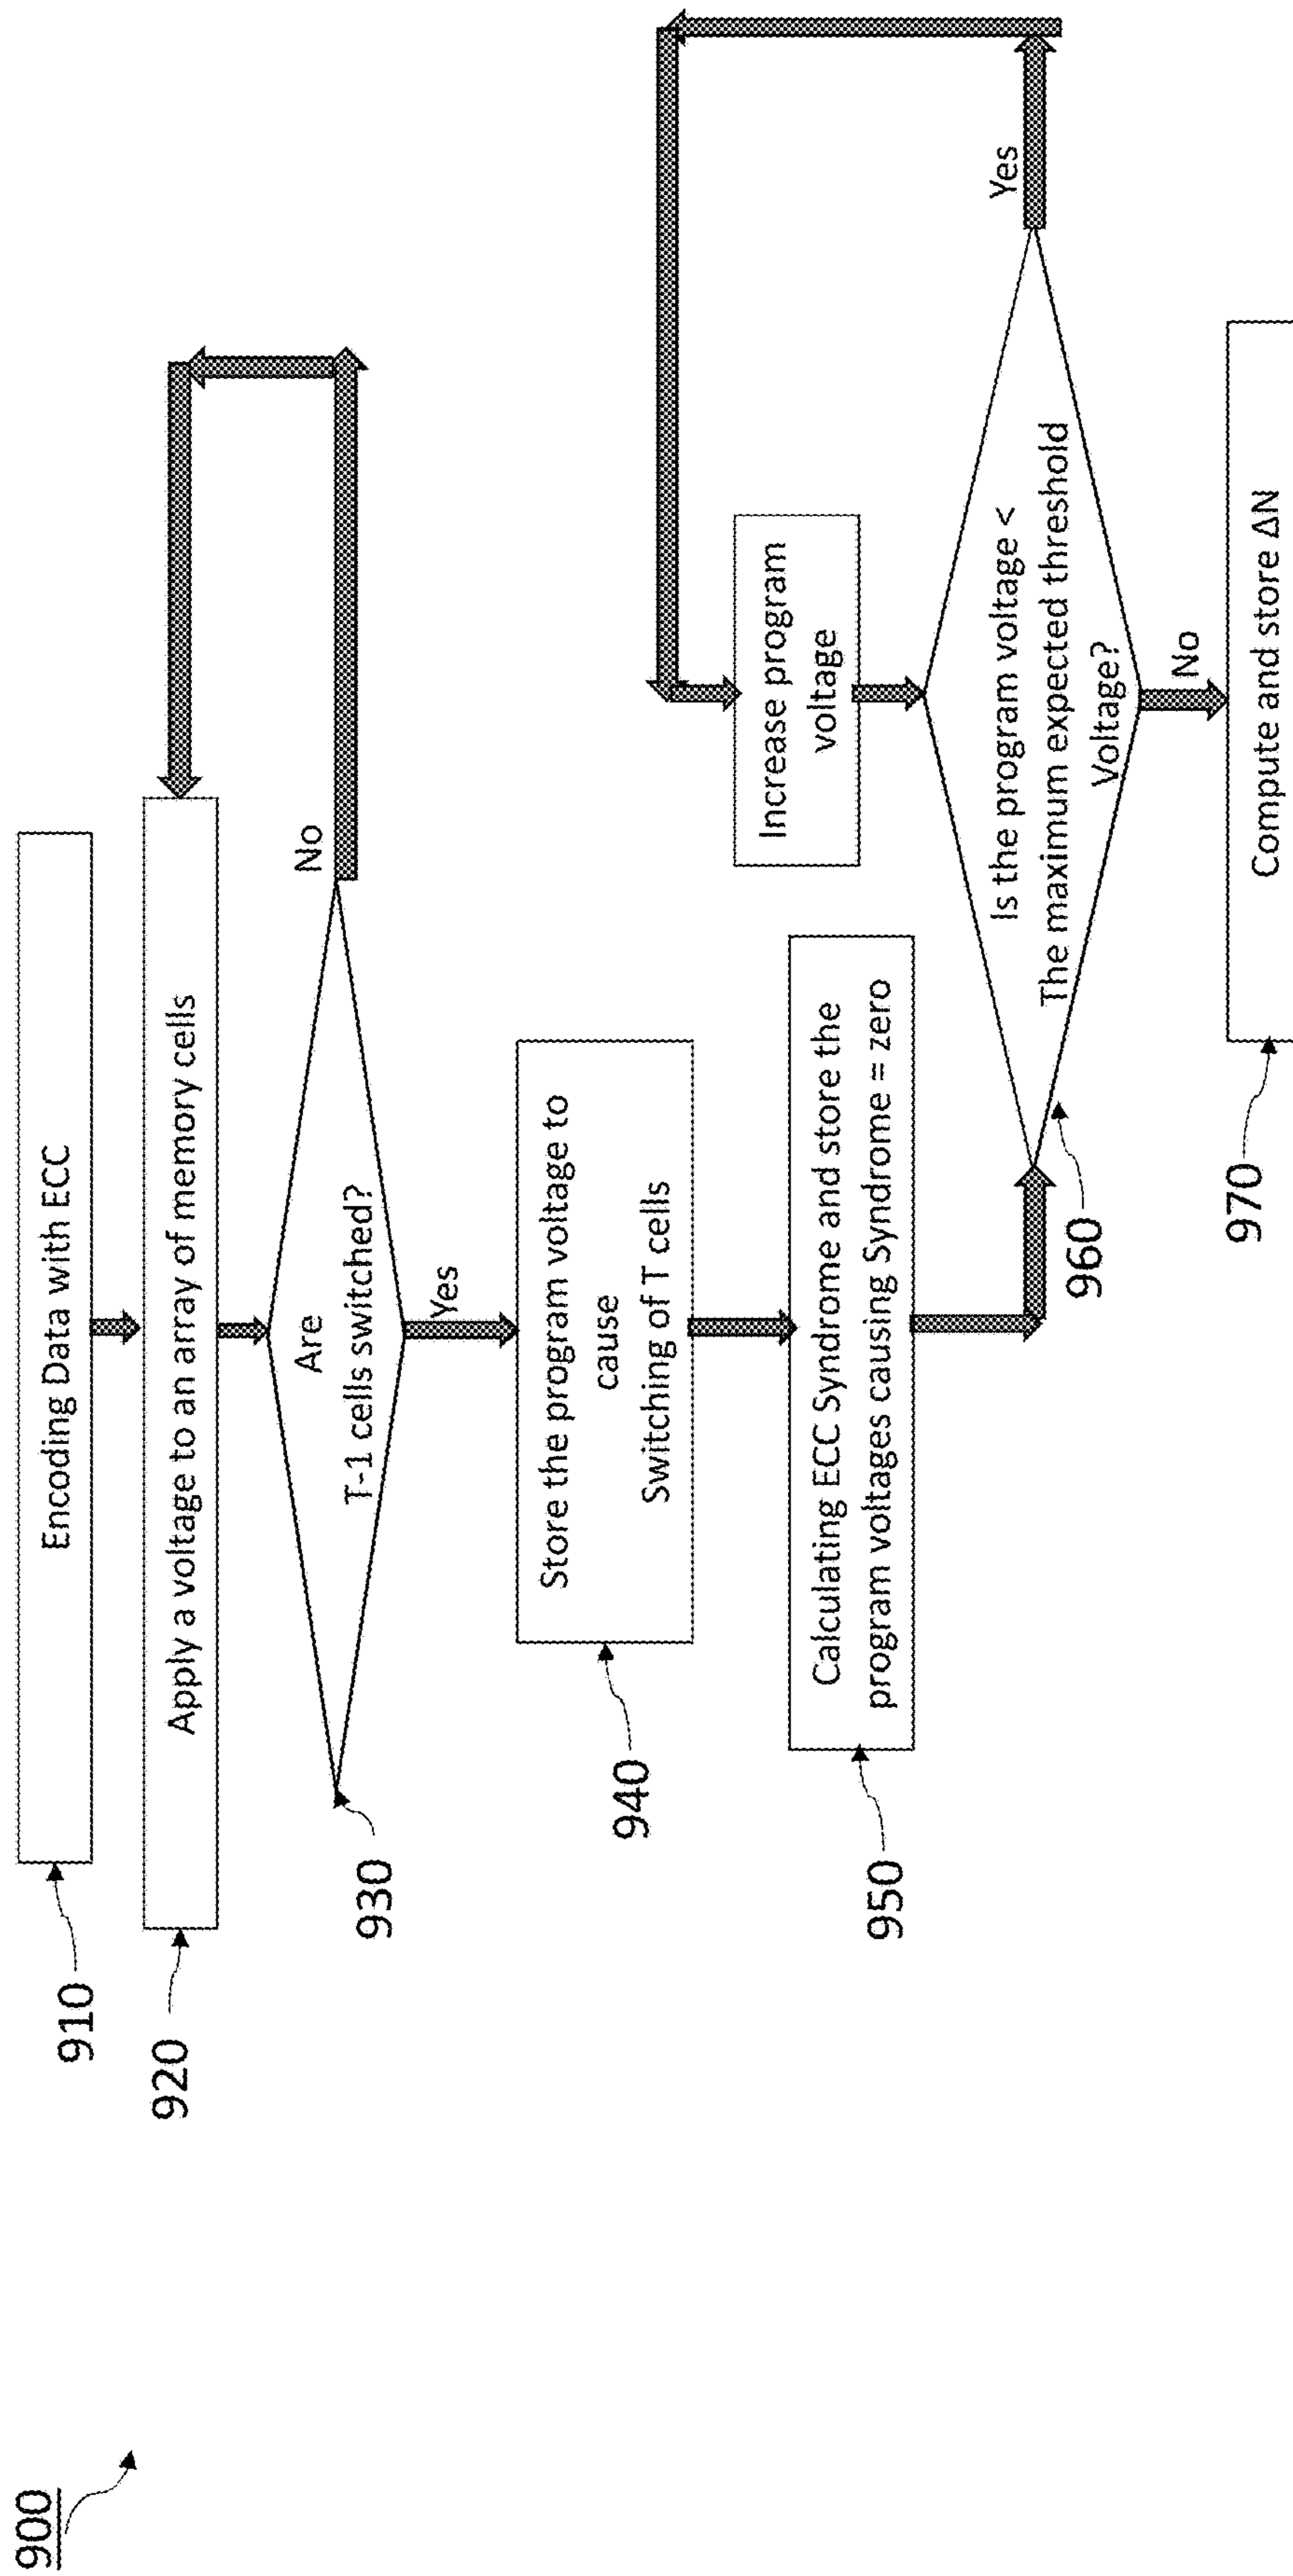 900
910
Encoding Data with ECC
920
Apply a voltage to an array of memory cells
930
Are
T-1 cells switched?
No
Yes
940
Store the program voltage to
cause
Switching of T cells
950
Calculating ECC Syndrome and store the
program voltages causing Syndrome = zero
Increase program
voltage
960
Is the program voltage <
The maximum expected threshold
Voltage?
Yes
No
970
Compute and store ΔN